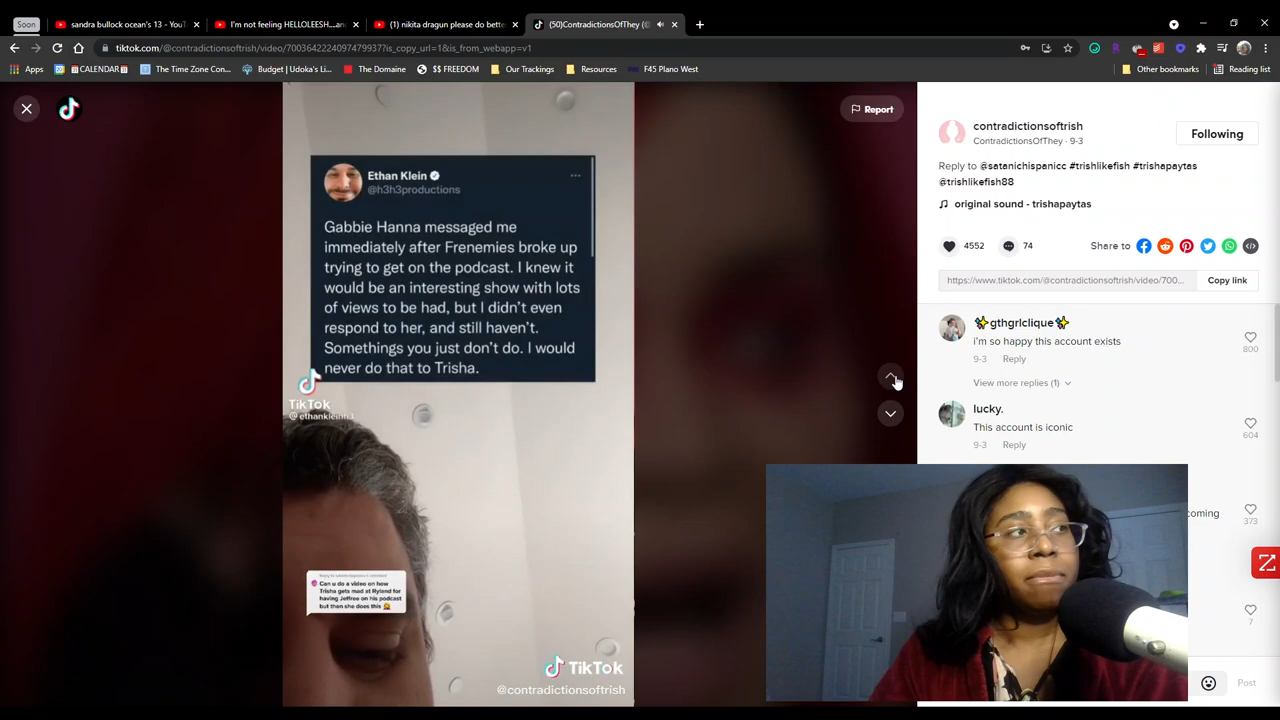 Soon
sandra bullock ocean's 13 - YouT
I'm not feeling HELLOLEESH....an
(1) nikita dragun please do bette
(50)ContradictionsOfThey (@
tiktok.com/@contradictionsoftrish/video/7003642224097479937?is_copy_url=1&is_from_webapp=v1
Apps
CALENDAR
The Time Zone Con...
Budget | Udoka's Li...
The Domaine
$$ FREEDOM
Our Trackings
Resources
F45 Plano West
Other bookmarks
Reading list
Report
Ethan Klein
@h3h3productions
Gabbie Hanna messaged me
immediately after Frenemies broke up
trying to get on the podcast. I knew it
would be an interesting show with lots
of views to be had, but I didn't even
respond to her, and still haven't.
Somethings you just don't do. I would
never do that to Trisha.
TikTok
Can u do a video on how
Trisha gets mad at Rylend for
having Jeffree on his podcast
but then she does this
TikTok
@contradictionsoftrish
contradictionsoftrish
ContradictionsOfThey · 9-3
Following
Reply to @satanichispanicc #trishlikefish #trishapaytas
@trishlikefish88
original sound - trishapaytas
4552
74
Share to
https://www.tiktok.com/@contradictionsoftrish/video/700...
Copy link
✨gthgrlclique✨
i'm so happy this account exists
9-3 Reply
800
View more replies (1)
lucky.
This account is iconic
9-3 Reply
604
coming
373
7
Post